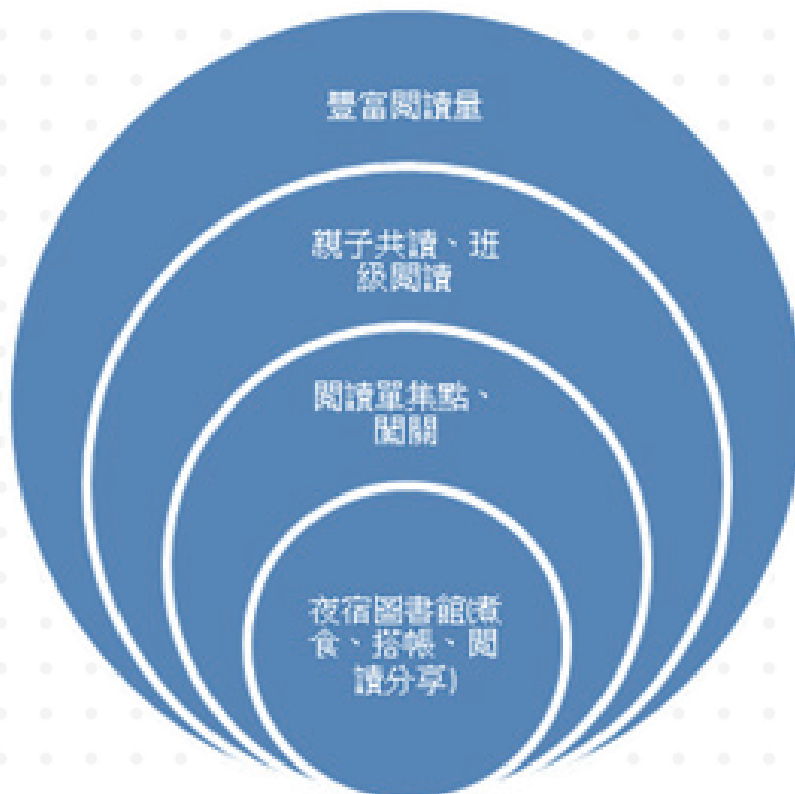 豐富閱讀量
親子共讀、班
級閱讀
閱讀單集點、
闖關
夜宿圖書館(煮
食、搭帳、閱
讀分享)